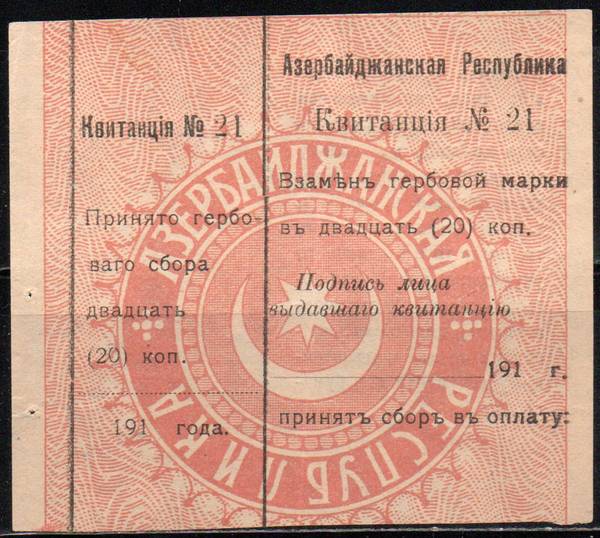 Квитанція № 21
Принято гербо-
ваго сбора
двадцать
(20) коп.
191 года.
Азербайджанская Республика
Квитанція № 21
Взамѣнъ гербовой марки
въ двадцать (20) коп.
Подпись лица
выдавшаго квитанцію
191 г.
принятъ сборъ въ оплату:
АЗЕРБАЙДЖАНСКАЯ
РЕСПУБЛИКА